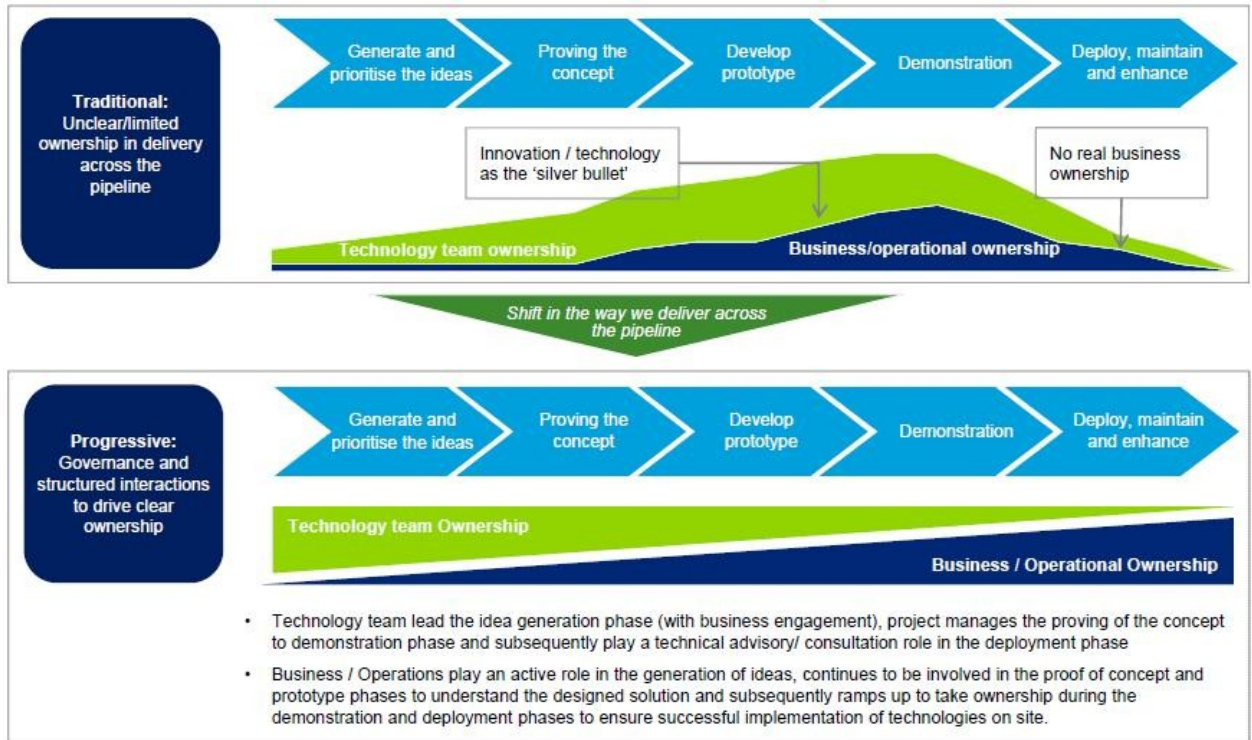 Traditional:
Unclear/limited
ownership in delivery
across the
pipeline
Generate and
prioritise the ideas
Proving the
concept
Develop
prototype
Demonstration
Deploy, maintain
and enhance
Innovation / technology
as the ‘silver bullet’
No real business
ownership
Technology team ownership
Business/operational ownership
Shift in the way we deliver across
the pipeline
Progressive:
Governance and
structured interactions
to drive clear
ownership
Generate and
prioritise the ideas
Proving the
concept
Develop
prototype
Demonstration
Deploy, maintain
and enhance
Technology team Ownership
Business / Operational Ownership
• Technology team lead the idea generation phase (with business engagement), project manages the proving of the concept
to demonstration phase and subsequently play a technical advisory/ consultation role in the deployment phase
• Business / Operations play an active role in the generation of ideas, continues to be involved in the proof of concept and
prototype phases to understand the designed solution and subsequently ramps up to take ownership during the
demonstration and deployment phases to ensure successful implementation of technologies on site.